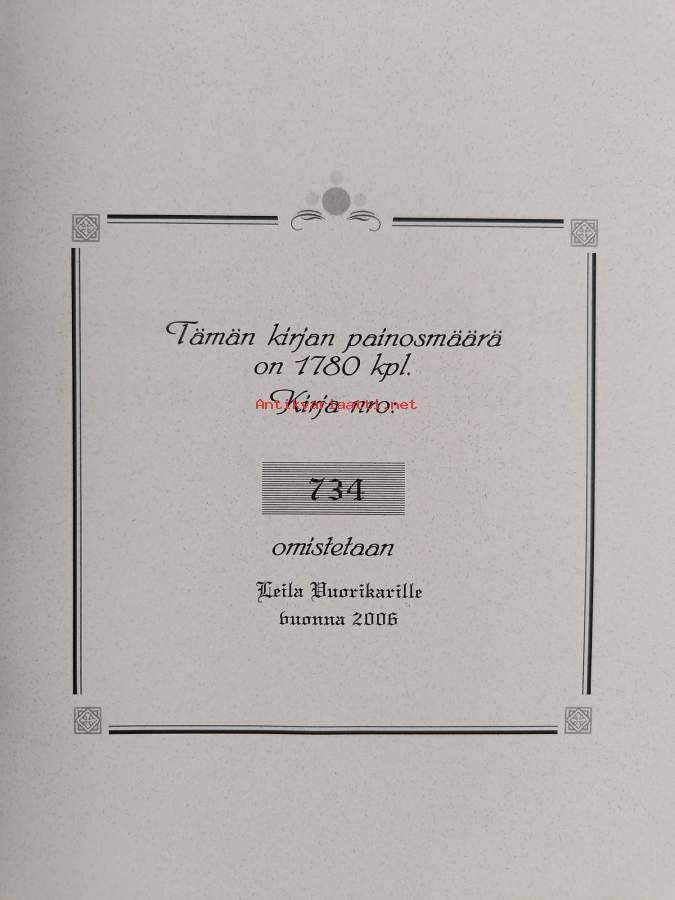 Tämän kirjan painosmäärä
on 1780 kpl.
Kirja nro:
Antikvariaatti.net
734
omistetaan
Leila Vuorikarille
vuonna 2006